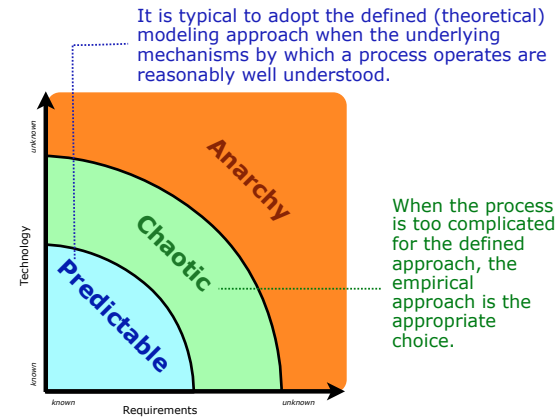 It is typical to adopt the defined (theoretical)
modeling approach when the underlying
mechanisms by which a process operates are
reasonably well understood.
unknown
Anarchy
Technology
Chaotic
Predictable
When the process
is too complicated
for the defined
approach, the
empirical
approach is the
appropriate
choice.
known
known
unknown
Requirements